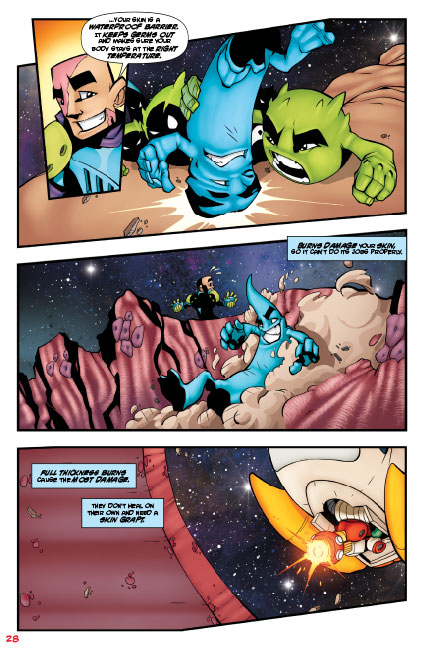 ...YOUR SKIN IS A
WATERPROOF BARRIER.
IT KEEPS GERMS OUT
AND MAKES SURE YOUR
BODY STAYS AT THE RIGHT
TEMPERATURE.
BURNS DAMAGE YOUR SKIN,
SO IT CAN'T DO ITS JOBS PROPERLY.
FULL THICKNESS BURNS
CAUSE THE MOST DAMAGE.
THEY DON'T HEAL ON
THEIR OWN AND NEED A
SKIN GRAFT.
28